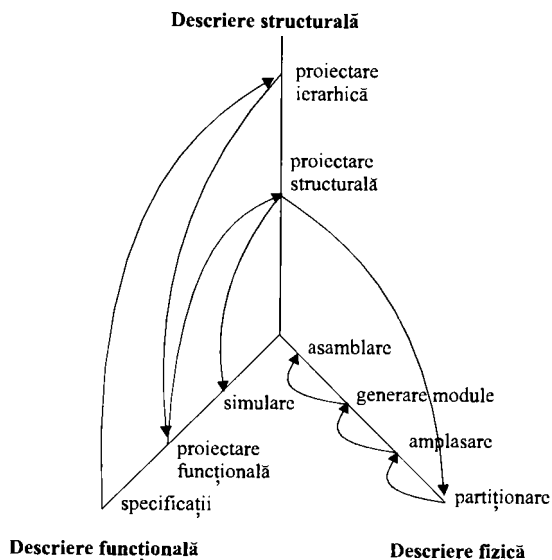 Descriere structurală
proiectare
ierarhică
proiectare
structurală
asamblare
generare module
simulare
amplasare
proiectare
funcțională
specificații
partiționare
Descriere funcțională
Descriere fizică